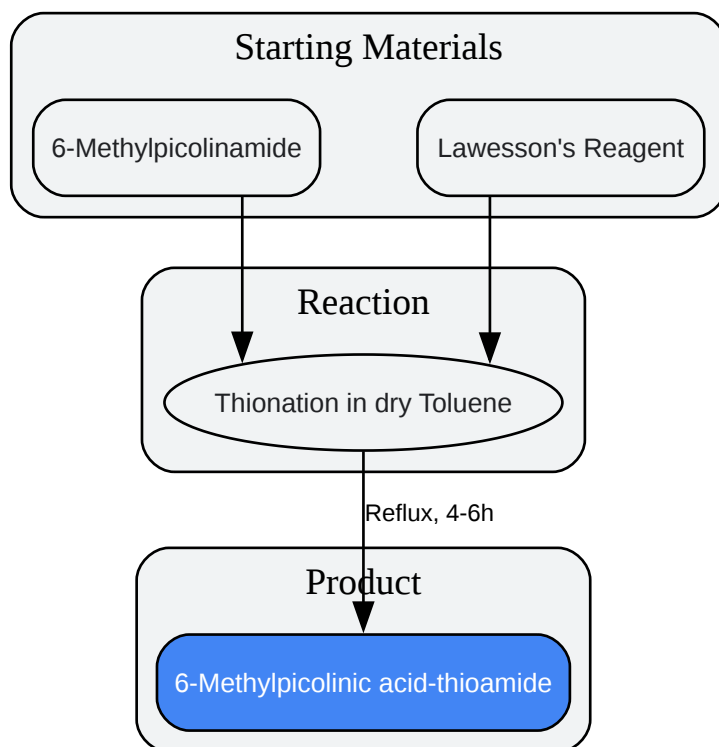 Starting Materials
6-Methylpicolinamide
Lawesson's Reagent
Reaction
Thionation in dry Toluene
Reflux, 4-6h
Product
6-Methylpicolinic acid-thioamide